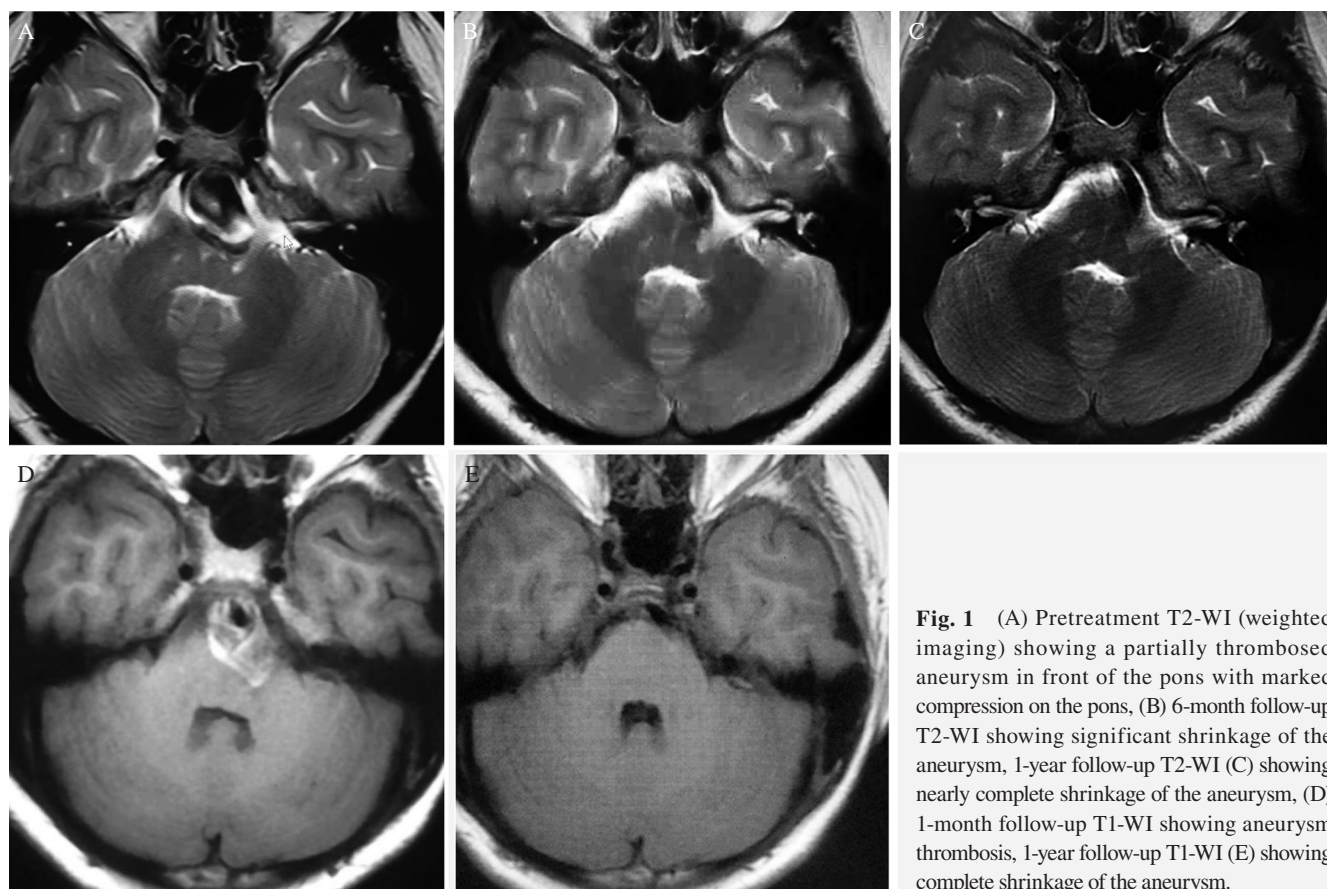 A
B
C
D
E
Fig. 1 (A) Pretreatment T2-WI (weighted
imaging) showing a partially thrombosed
aneurysm in front of the pons with marked
compression on the pons, (B) 6-month follow-up
T2-WI showing significant shrinkage of the
aneurysm, 1-year follow-up T2-WI (C) showing
nearly complete shrinkage of the aneurysm, (D)
1-month follow-up T1-WI showing aneurysm
thrombosis, 1-year follow-up T1-WI (E) showing
complete shrinkage of the aneurysm.